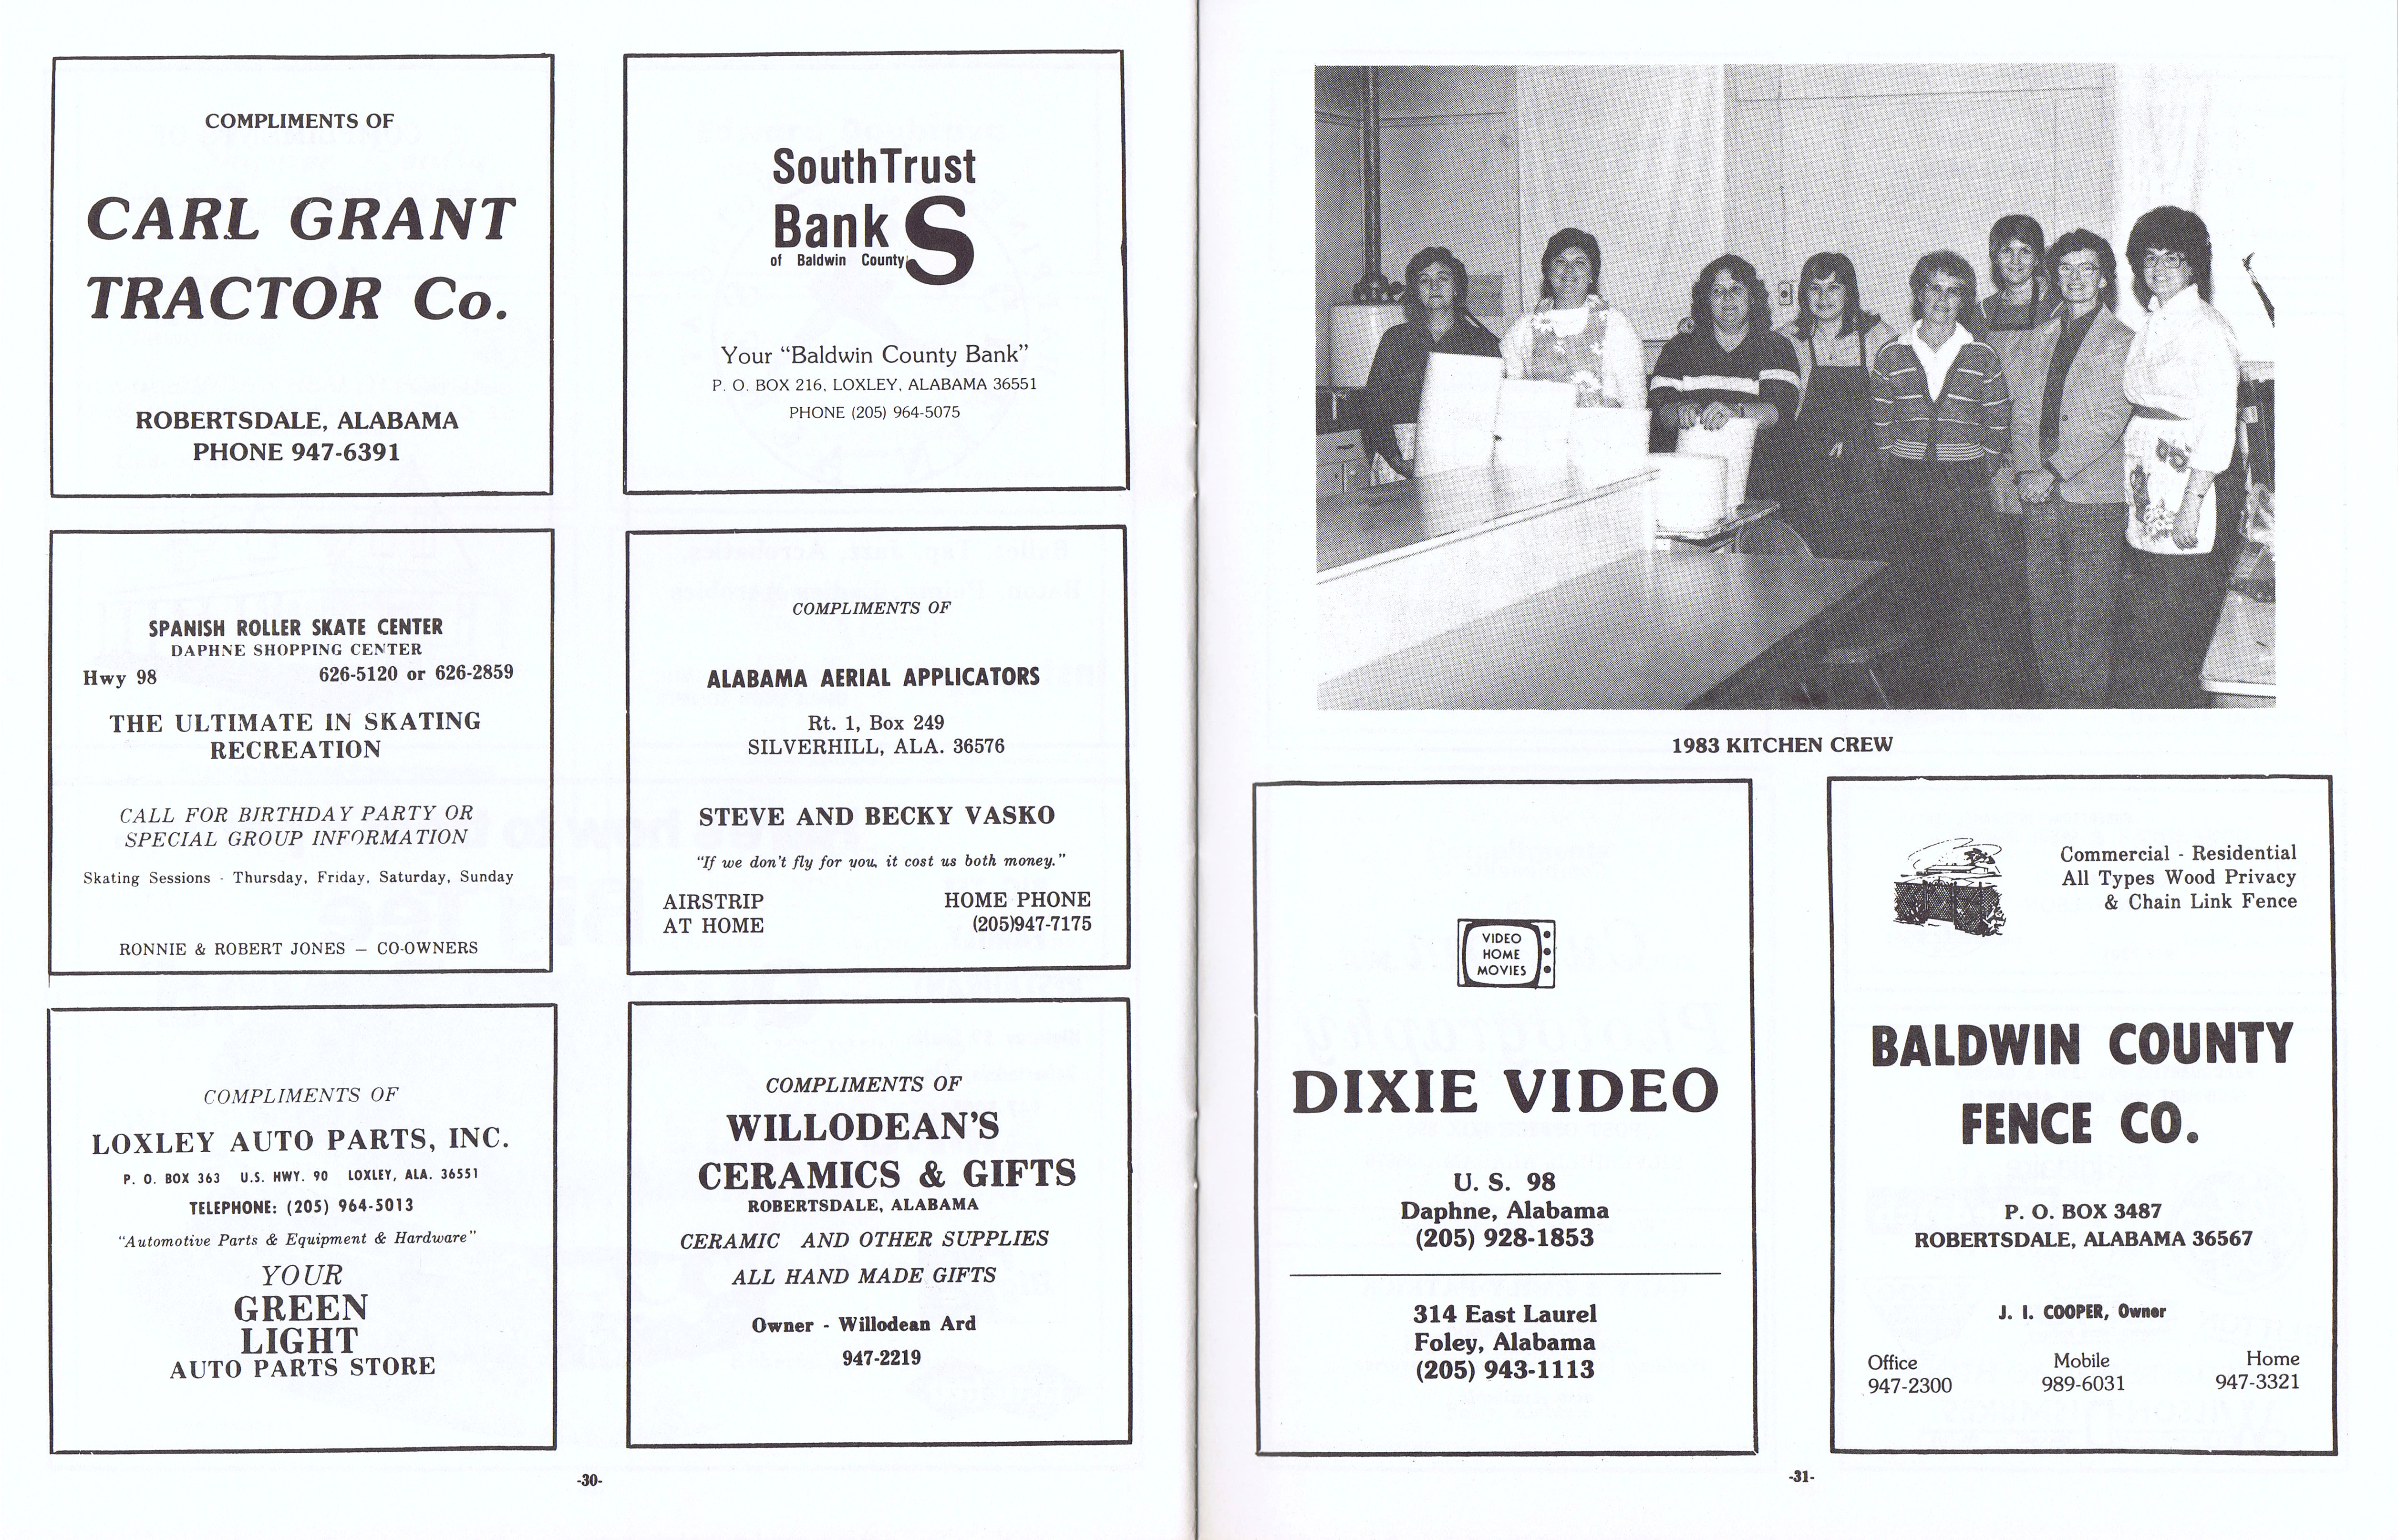 COMPLIMENTS OF
CARL GRANT
TRACTOR Co.
ROBERTSDALE, ALABAMA
PHONE 947-6391
SouthTrust
Bank S
of Baldwin County
Your “Baldwin County Bank”
P. O. BOX 216, LOXLEY, ALABAMA 36551
PHONE (205) 964-5075
SPANISH ROLLER SKATE CENTER
DAPHNE SHOPPING CENTER
Hwy 98 626-5120 or 626-2859
THE ULTIMATE IN SKATING
RECREATION
CALL FOR BIRTHDAY PARTY OR
SPECIAL GROUP INFORMATION
Skating Sessions - Thursday, Friday, Saturday, Sunday
RONNIE & ROBERT JONES — CO-OWNERS
COMPLIMENTS OF
ALABAMA AERIAL APPLICATORS
Rt. 1, Box 249
SILVERHILL, ALA. 36576
STEVE AND BECKY VASKO
"If we don't fly for you, it cost us both money."
AIRSTRIP HOME PHONE
AT HOME (205)947-7175
COMPLIMENTS OF
LOXLEY AUTO PARTS, INC.
P. O. BOX 363 U.S. HWY. 90 LOXLEY, ALA. 36551
TELEPHONE: (205) 964-5013
"Automotive Parts & Equipment & Hardware"
YOUR
GREEN
LIGHT
AUTO PARTS STORE
COMPLIMENTS OF
WILLODEAN'S
CERAMICS & GIFTS
ROBERTSDALE, ALABAMA
CERAMIC AND OTHER SUPPLIES
ALL HAND MADE GIFTS
Owner - Willodean Ard
947-2219
-30-
1983 KITCHEN CREW
VIDEO
HOME
MOVIES
DIXIE VIDEO
U. S. 98
Daphne, Alabama
(205) 928-1853
314 East Laurel
Foley, Alabama
(205) 943-1113
Commercial - Residential
All Types Wood Privacy
& Chain Link Fence
BALDWIN COUNTY
FENCE CO.
P. O. BOX 3487
ROBERTSDALE, ALABAMA 36567
J. I. COOPER, Owner
Office Mobile Home
947-2300 989-6031 947-3321
-31-